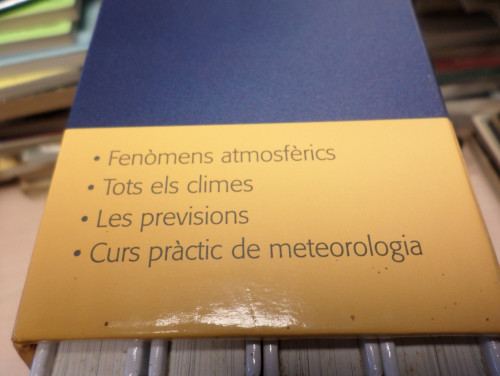 • Fenòmens atmosfèrics
• Tots els climes
• Les previsions
• Curs pràctic de meteorologia